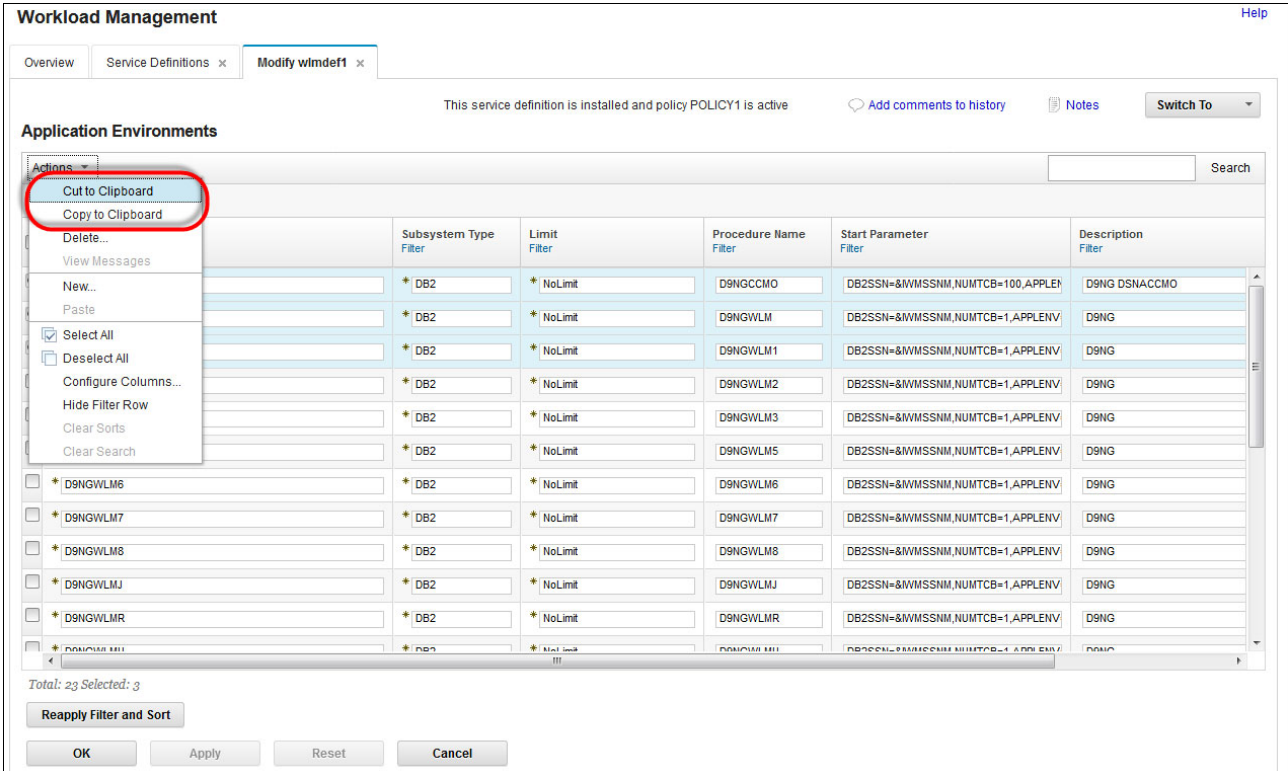 Workload Management
Help
Overview Service Definitions × Modify wlmdef1 ×
This service definition is installed and policy POLICY1 is active Add comments to history Notes Switch To
Application Environments
Actions Search
Cut to Clipboard
Copy to Clipboard
Delete...
View Messages
New...
Paste
Select All
Deselect All
Configure Columns...
Hide Filter Row
Clear Sorts
Clear Search
Subsystem Type Limit Procedure Name Start Parameter Description
Filter Filter Filter Filter Filter
* DB2 * NoLimit D9NGCCMO DB2SSN=&IWMSSNM,NUMTCB=100,APPLEN D9NG DSNACCMO
* DB2 * NoLimit D9NGWLM DB2SSN=&IWMSSNM,NUMTCB=1,APPLENV D9NG
* DB2 * NoLimit D9NGWLM1 DB2SSN=&IWMSSNM,NUMTCB=1,APPLENV D9NG
* DB2 * NoLimit D9NGWLM2 DB2SSN=&IWMSSNM,NUMTCB=1,APPLENV D9NG
* DB2 * NoLimit D9NGWLM3 DB2SSN=&IWMSSNM,NUMTCB=1,APPLENV D9NG
* DB2 * NoLimit D9NGWLM5 DB2SSN=&IWMSSNM,NUMTCB=1,APPLENV D9NG
* D9NGWLM6 * DB2 * NoLimit D9NGWLM6 DB2SSN=&IWMSSNM,NUMTCB=1,APPLENV D9NG
* D9NGWLM7 * DB2 * NoLimit D9NGWLM7 DB2SSN=&IWMSSNM,NUMTCB=1,APPLENV D9NG
* D9NGWLM8 * DB2 * NoLimit D9NGWLM8 DB2SSN=&IWMSSNM,NUMTCB=1,APPLENV D9NG
* D9NGWLMJ * DB2 * NoLimit D9NGWLMJ DB2SSN=&IWMSSNM,NUMTCB=1,APPLENV D9NG
* D9NGWLMR * DB2 * NoLimit D9NGWLMR DB2SSN=&IWMSSNM,NUMTCB=1,APPLENV D9NG
Total: 23 Selected: 3
Reapply Filter and Sort
OK Apply Reset Cancel